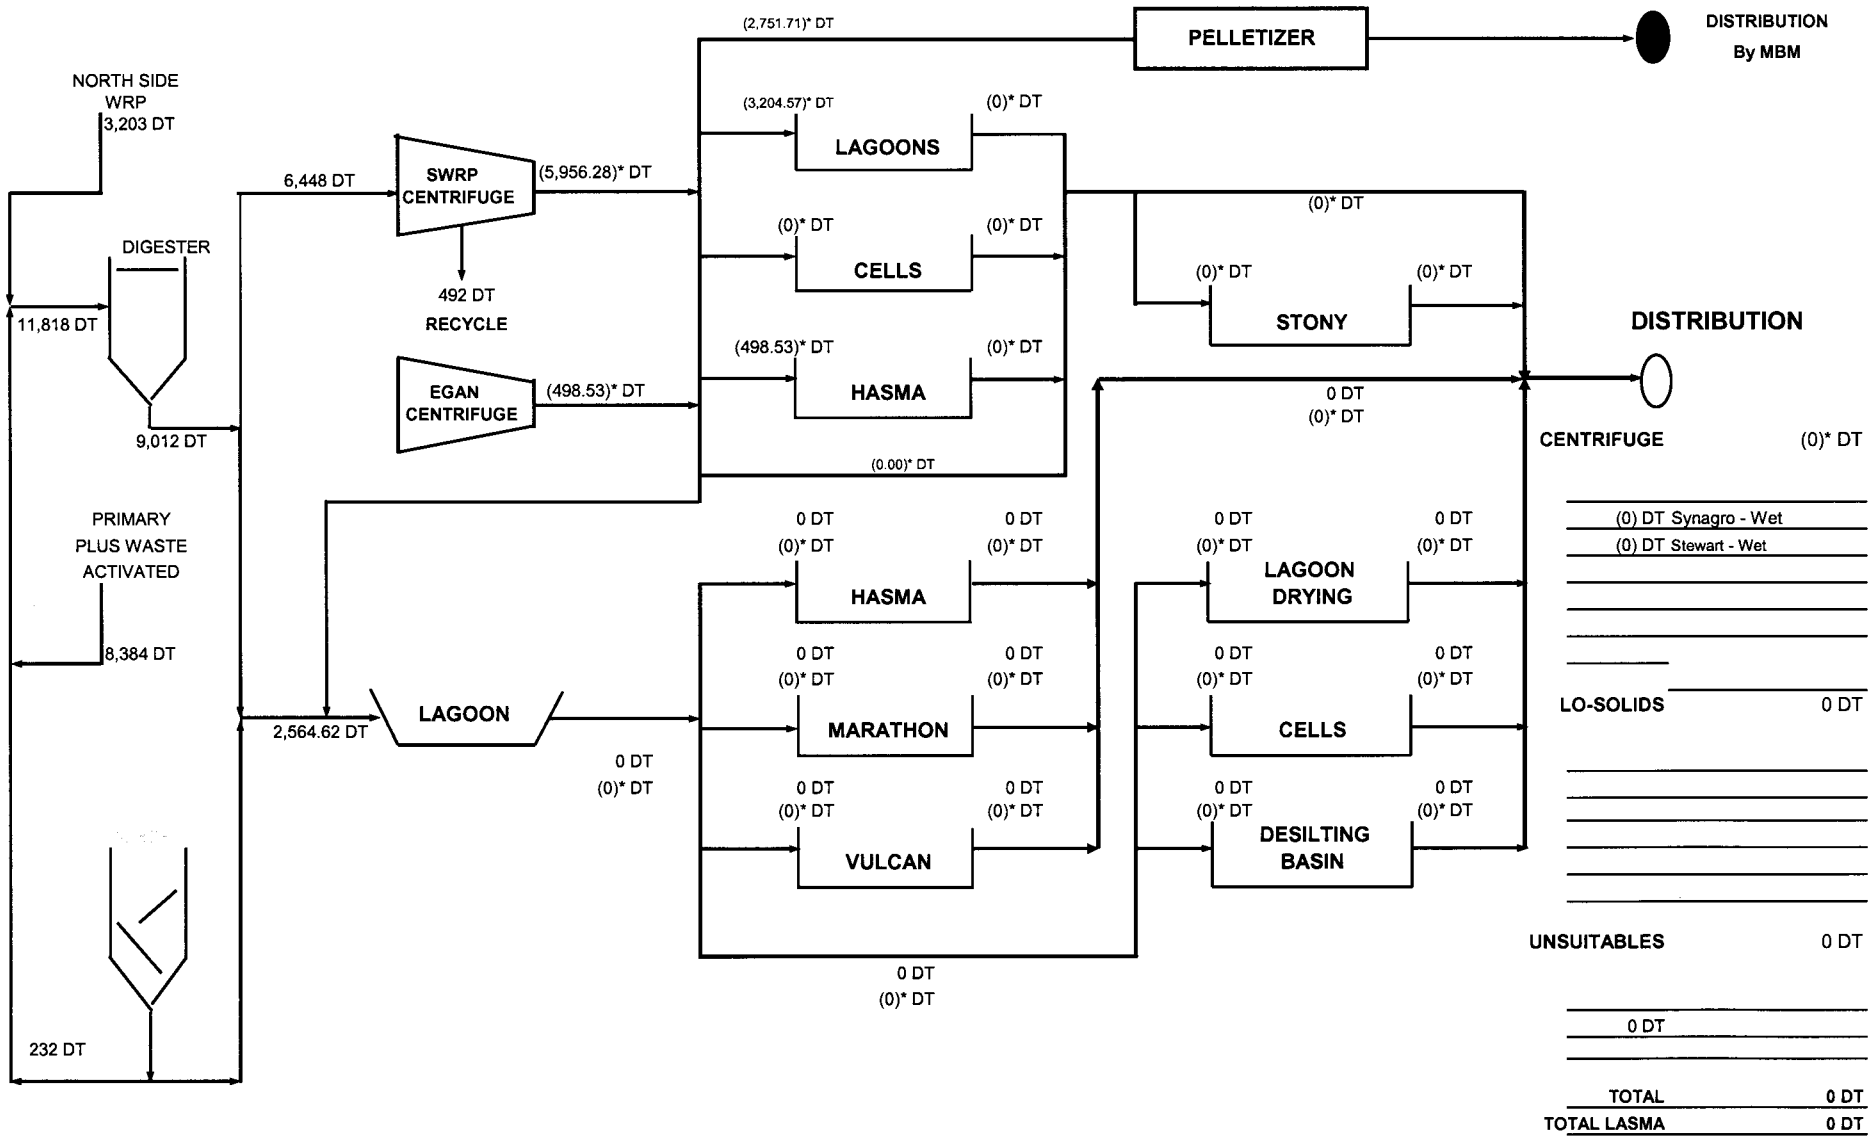 (2,751.71)* DT
PELLETIZER
DISTRIBUTION
By MBM
NORTH SIDE
WRP
3,203 DT
(3,204.57)* DT
(0)* DT
LAGOONS
6,448 DT
SWRP
CENTRIFUGE
(5,956.28)* DT
(0)* DT
(0)* DT
(0)* DT
CELLS
DIGESTER
492 DT
RECYCLE
(0)* DT
(0)* DT
STONY
DISTRIBUTION
11,818 DT
(498.53)* DT
(0)* DT
HASMA
EGAN
CENTRIFUGE
(498.53)* DT
0 DT
(0)* DT
9,012 DT
CENTRIFUGE (0)* DT
(0.00)* DT
PRIMARY
PLUS WASTE
ACTIVATED
8,384 DT
(0) DT Synagro - Wet
(0) DT Stewart - Wet
0 DT
(0)* DT
0 DT
(0)* DT
HASMA
0 DT
(0)* DT
0 DT
(0)* DT
LAGOON
DRYING
0 DT
(0)* DT
0 DT
(0)* DT
MARATHON
0 DT
(0)* DT
0 DT
(0)* DT
CELLS
LO-SOLIDS 0 DT
2,564.62 DT
LAGOON
0 DT
(0)* DT
0 DT
(0)* DT
0 DT
(0)* DT
VULCAN
0 DT
(0)* DT
0 DT
(0)* DT
DESILTING
BASIN
UNSUITABLES 0 DT
0 DT
(0)* DT
232 DT
0 DT
TOTAL 0 DT
TOTAL LASMA 0 DT